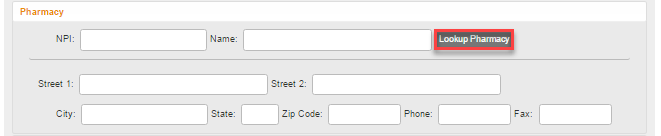 Pharmacy
NPI: Name: Lookup Pharmacy
Street 1: Street 2:
City: State: Zip Code: Phone: Fax: